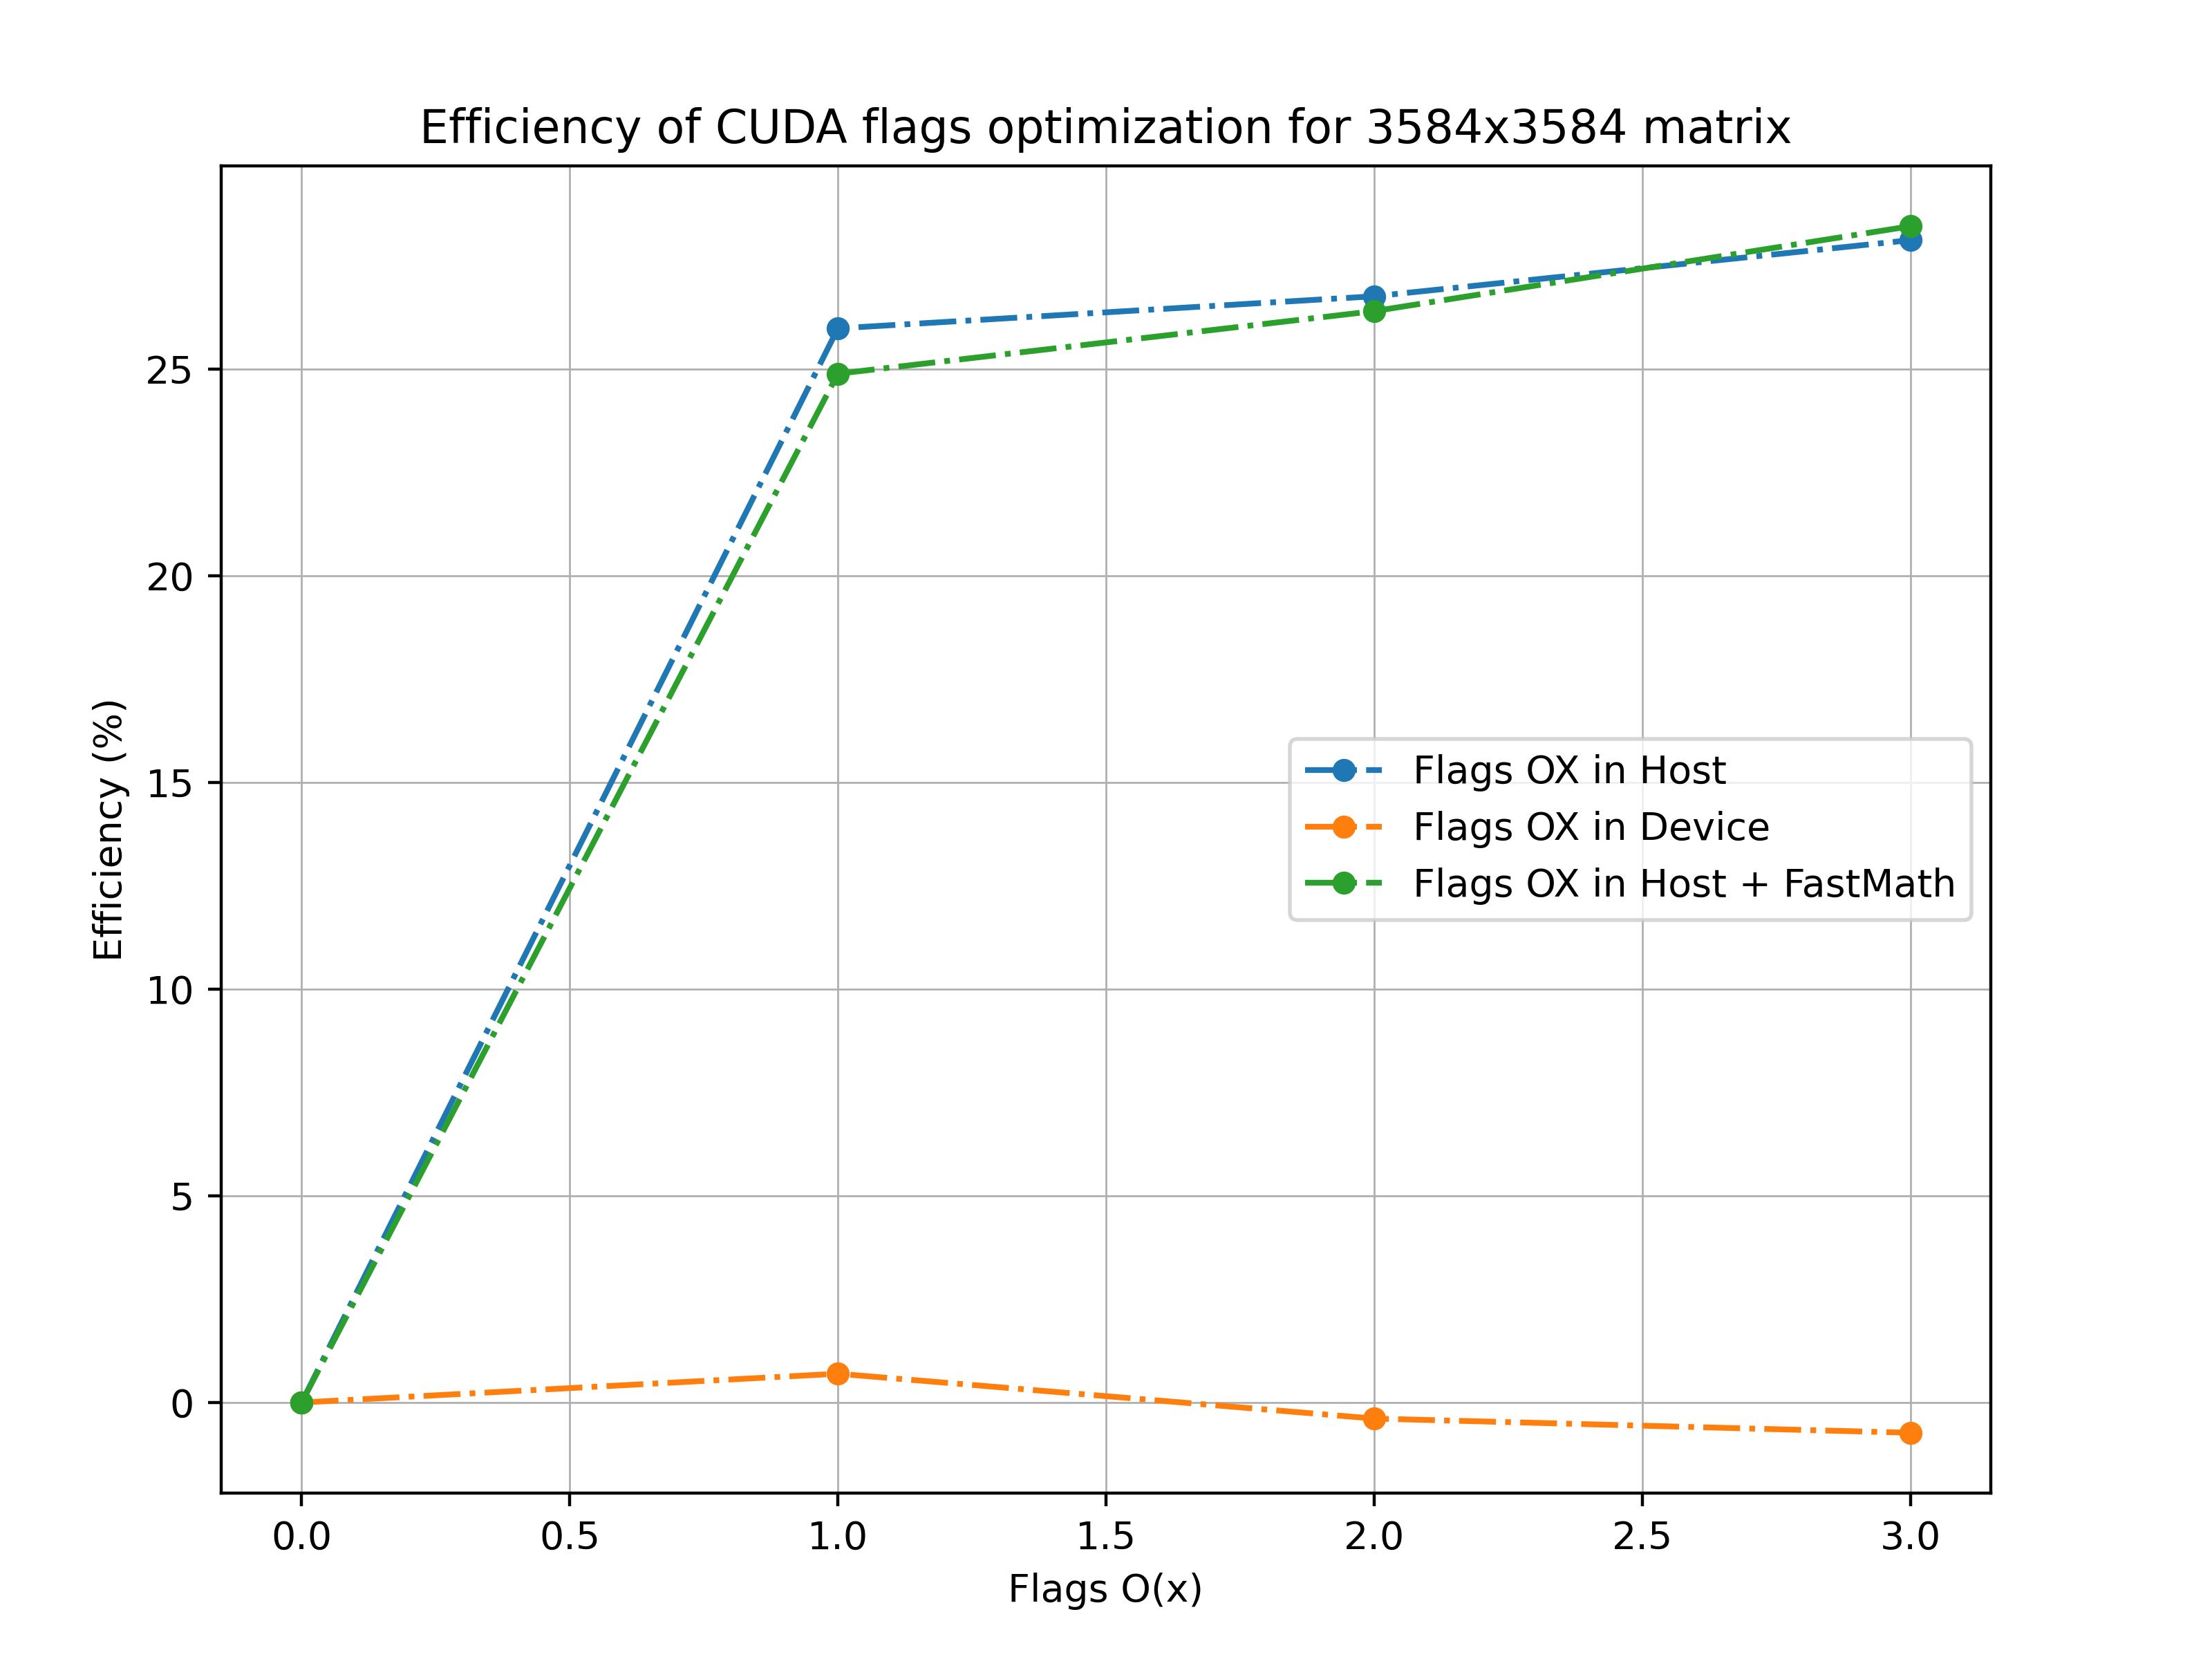 Efficiency of CUDA flags optimization for 3584x3584 matrix
Efficiency (%)
25
20
15
10
5
0
Flags OX in Host
Flags OX in Device
Flags OX in Host + FastMath
0.0 0.5 1.0 1.5 2.0 2.5 3.0
Flags O(x)